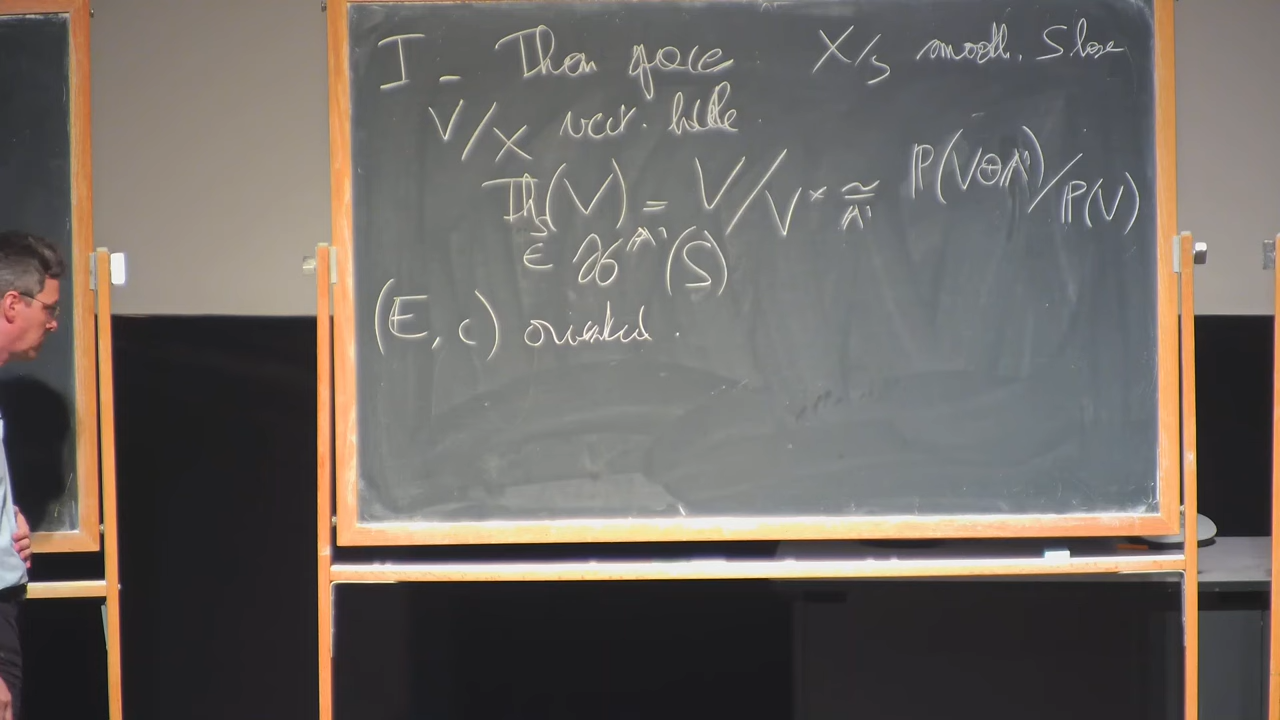 I - Thom space X/S smooth. S base
V/X vect. bdle.
Th_S(V) = V/V^× ≃_{A^1} P(V⊕A^1)/P(V)
∈ H^{A^1}(S)
(E, c) oriented.